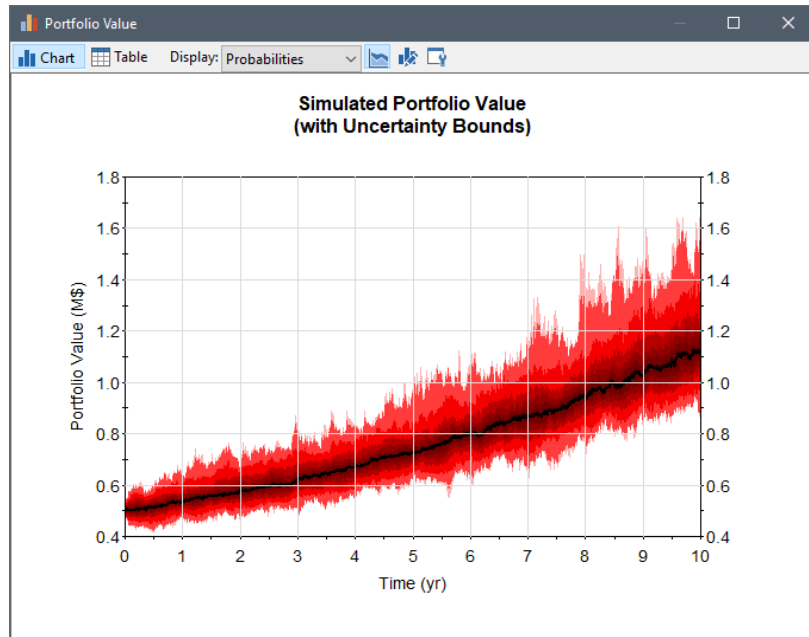 Portfolio Value
Chart Table Display: Probabilities
Simulated Portfolio Value
(with Uncertainty Bounds)
1.8 1.8
1.6 1.6
1.4 1.4
1.2 1.2
1.0 1.0
0.8 0.8
0.6 0.6
0.4 0.4
Portfolio Value (M$)
0 1 2 3 4 5 6 7 8 9 10
Time (yr)